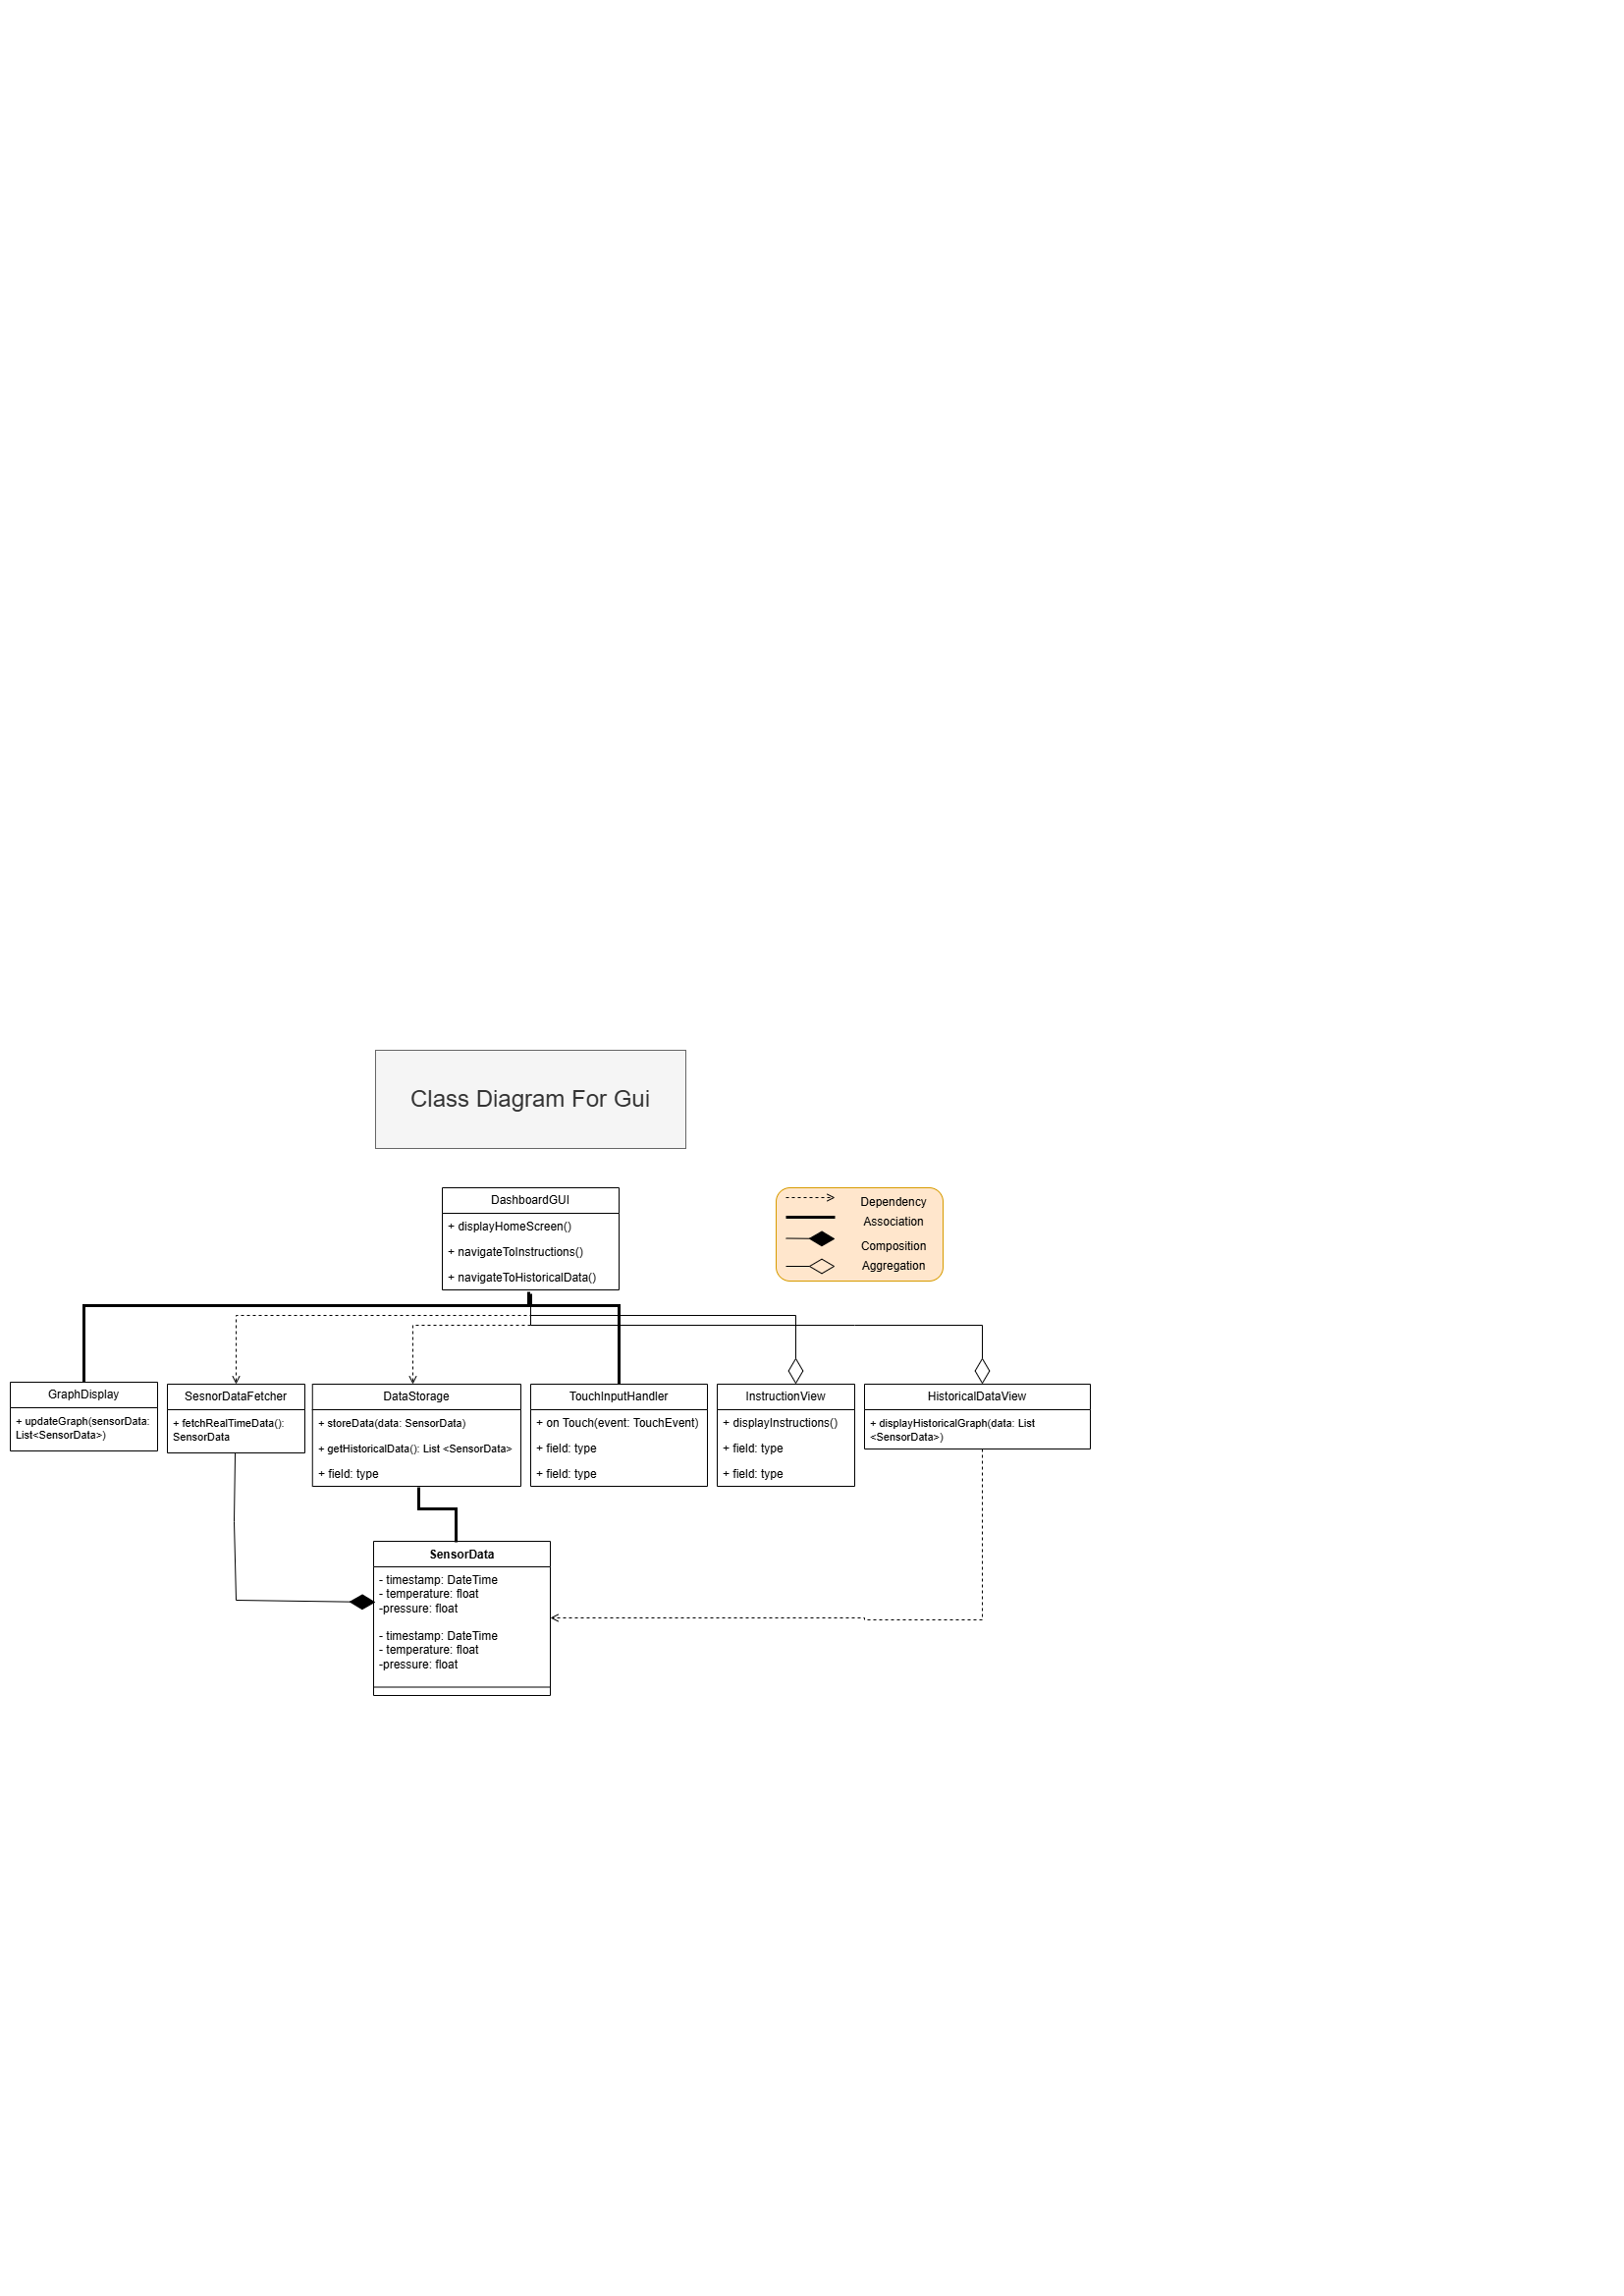 Class Diagram For Gui
DashboardGUI
+ displayHomeScreen()
+ navigateToInstructions()
+ navigateToHistoricalData()
Dependency
Association
Composition
Aggregation
GraphDisplay
+ updateGraph(sensorData:
List<SensorData>)
SesnorDataFetcher
+ fetchRealTimeData():
SensorData
DataStorage
+ storeData(data: SensorData)
+ getHistoricalData(): List <SensorData>
+ field: type
TouchInputHandler
+ on Touch(event: TouchEvent)
+ field: type
+ field: type
InstructionView
+ displayInstructions()
+ field: type
+ field: type
HistoricalDataView
+ displayHistoricalGraph(data: List
<SensorData>)
SensorData
- timestamp: DateTime
- temperature: float
-pressure: float
- timestamp: DateTime
- temperature: float
-pressure: float